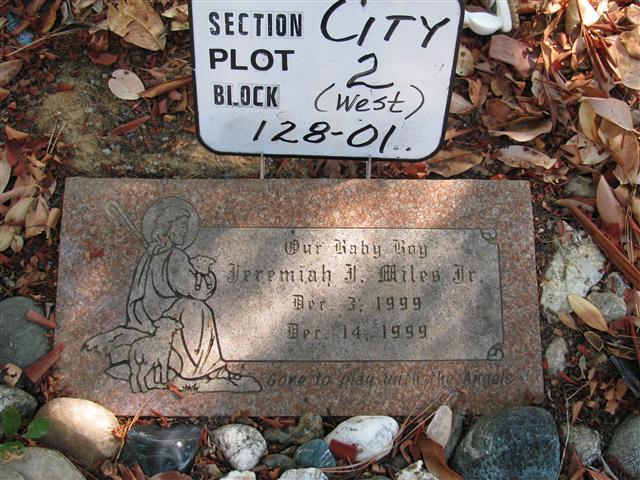 SECTION CITY
PLOT 2
BLOCK (West)
128-01
Our Baby Boy
Jeremiah J. Miles Jr.
Dec. 3, 1999
Dec. 14, 1999
Gone to play with the Angels